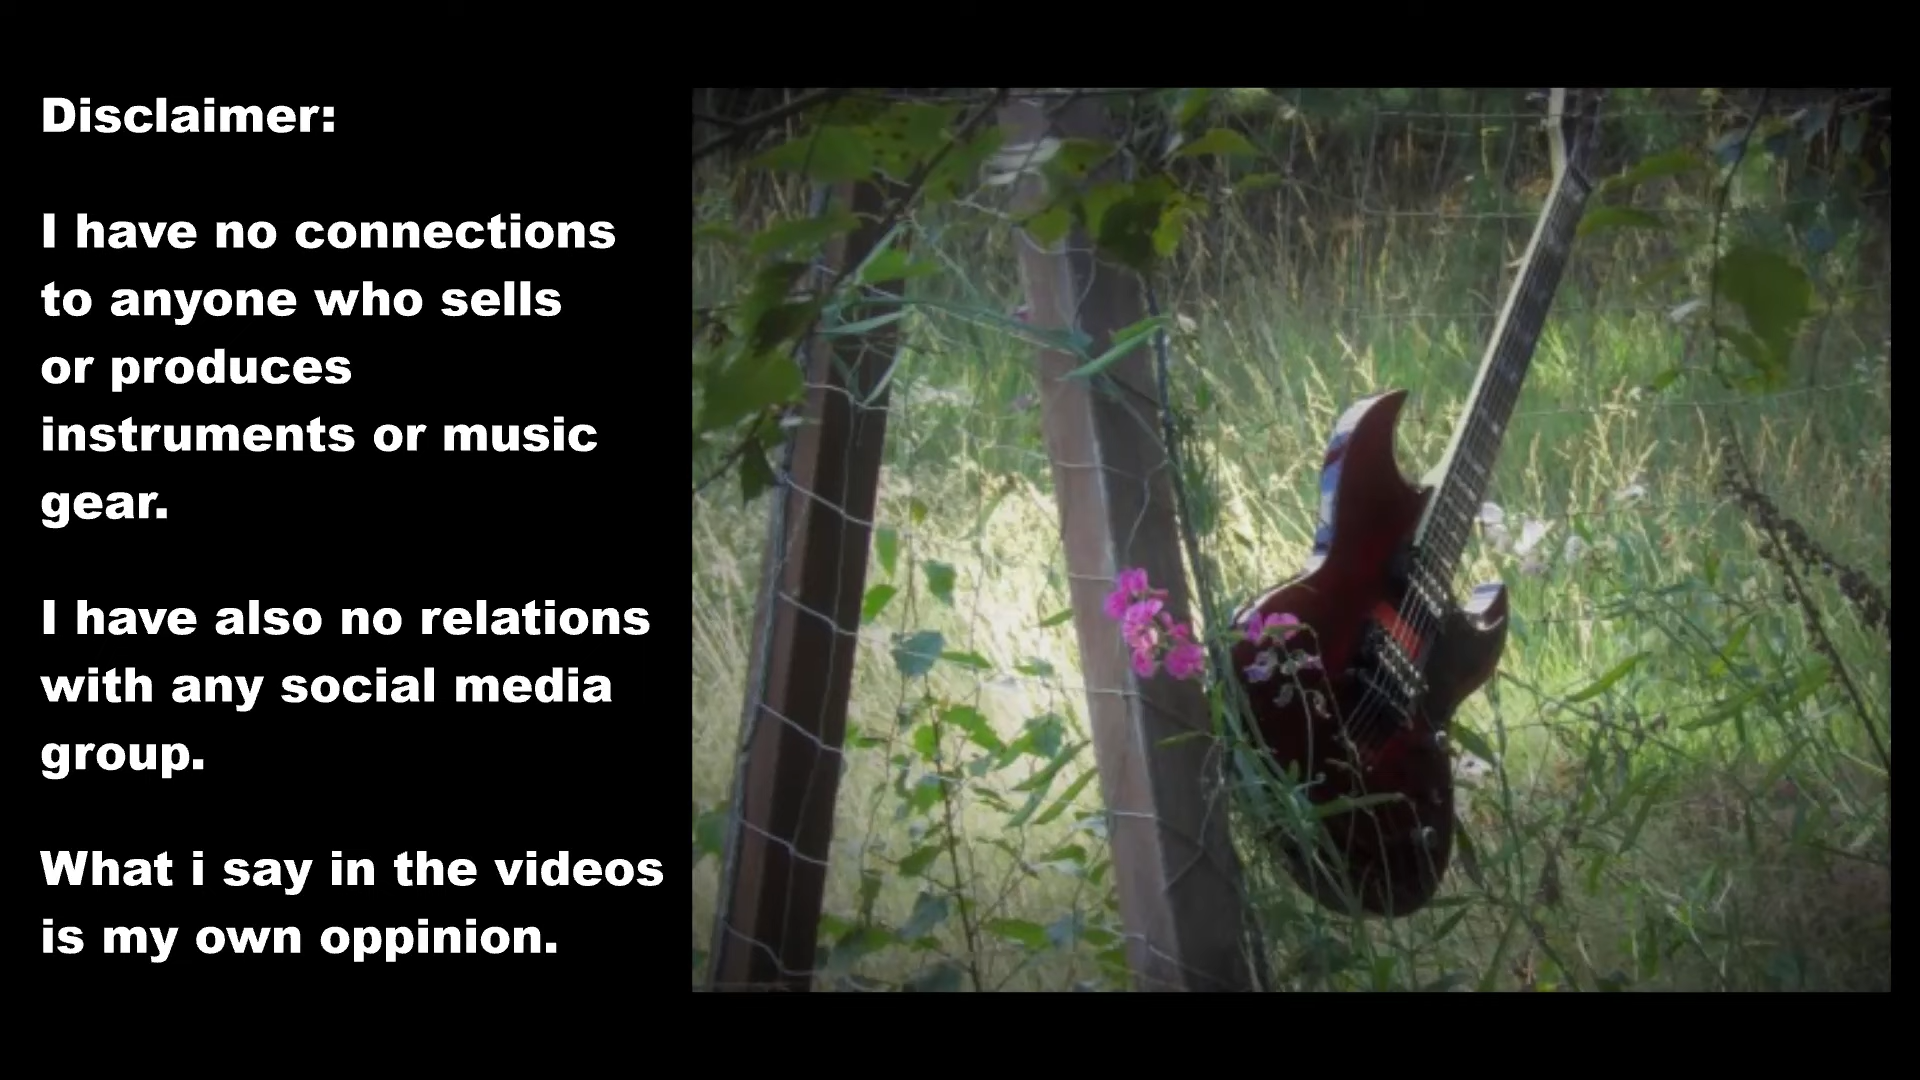 Disclaimer:
I have no connections
to anyone who sells
or produces
instruments or music
gear.
I have also no relations
with any social media
group.
What i say in the videos
is my own oppinion.